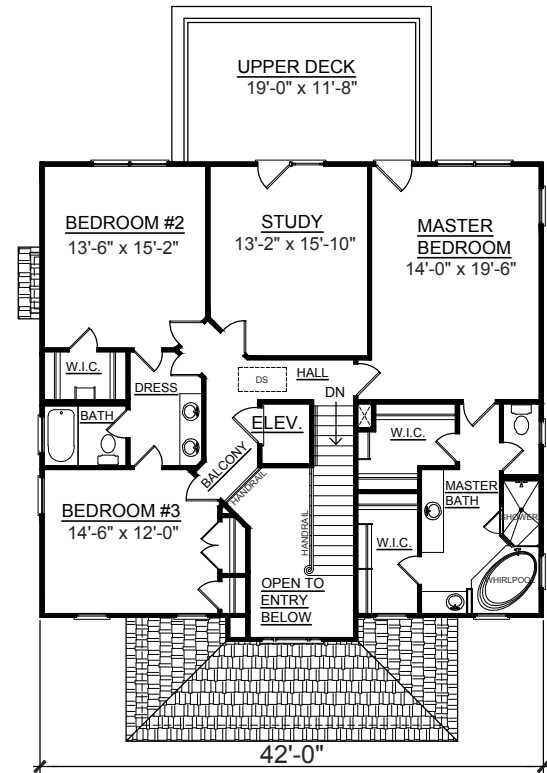 UPPER DECK
19'-0" x 11'-8"
BEDROOM #2
13'-6" x 15'-2"
STUDY
13'-2" x 15'-10"
MASTER
BEDROOM
14'-0" x 19'-6"
W.I.C.
DRESS
DS
HALL
DN
BATH
ELEV.
W.I.C.
BALCONY
HANDRAIL
MASTER
BATH
BEDROOM #3
14'-6" x 12'-0"
HANDRAIL
SHOWER
W.I.C.
WHIRLPOOL
OPEN TO
ENTRY
BELOW
42'-0"